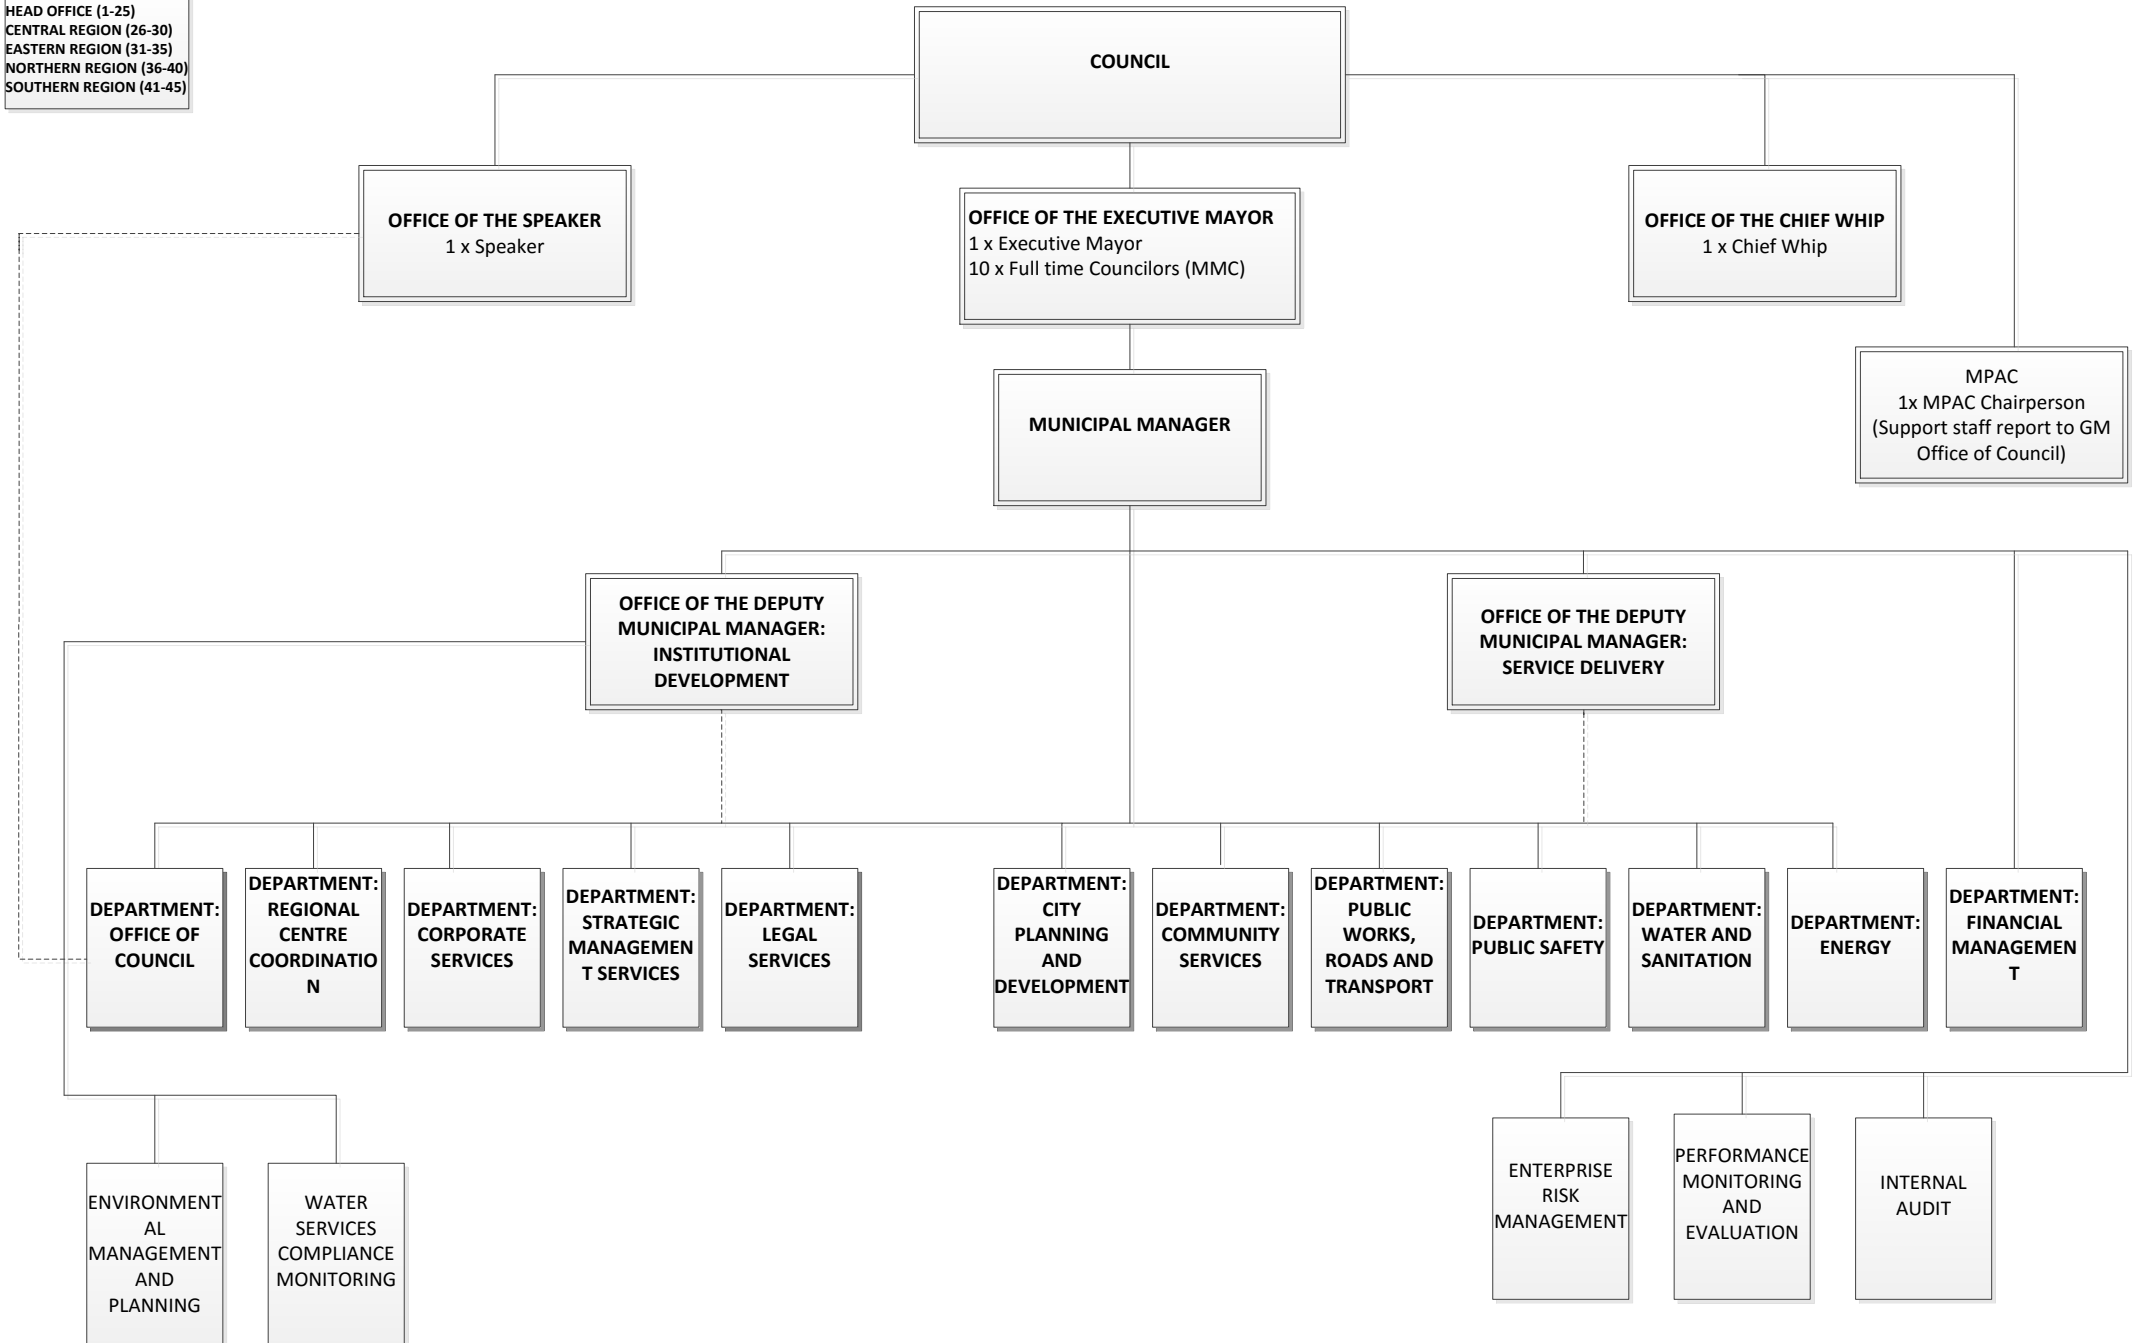 HEAD OFFICE (1-25)
CENTRAL REGION (26-30)
EASTERN REGION (31-35)
NORTHERN REGION (36-40)
SOUTHERN REGION (41-45)
COUNCIL
OFFICE OF THE SPEAKER
1 x Speaker
OFFICE OF THE EXECUTIVE MAYOR
1 x Executive Mayor
10 x Full time Councilors (MMC)
OFFICE OF THE CHIEF WHIP
1 x Chief Whip
MPAC
1x MPAC Chairperson
(Support staff report to GM
Office of Council)
MUNICIPAL MANAGER
OFFICE OF THE DEPUTY
MUNICIPAL MANAGER:
INSTITUTIONAL
DEVELOPMENT
OFFICE OF THE DEPUTY
MUNICIPAL MANAGER:
SERVICE DELIVERY
DEPARTMENT:
OFFICE OF
COUNCIL
DEPARTMENT:
REGIONAL
CENTRE
COORDINATIO
N
DEPARTMENT:
CORPORATE
SERVICES
DEPARTMENT:
STRATEGIC
MANAGEMEN
T SERVICES
DEPARTMENT:
LEGAL
SERVICES
DEPARTMENT:
CITY
PLANNING
AND
DEVELOPMENT
DEPARTMENT:
COMMUNITY
SERVICES
DEPARTMENT:
PUBLIC
WORKS,
ROADS AND
TRANSPORT
DEPARTMENT:
PUBLIC SAFETY
DEPARTMENT:
WATER AND
SANITATION
DEPARTMENT:
ENERGY
DEPARTMENT:
FINANCIAL
MANAGEMEN
T
ENVIRONMENT
AL
MANAGEMENT
AND
PLANNING
WATER
SERVICES
COMPLIANCE
MONITORING
ENTERPRISE
RISK
MANAGEMENT
PERFORMANCE
MONITORING
AND
EVALUATION
INTERNAL
AUDIT